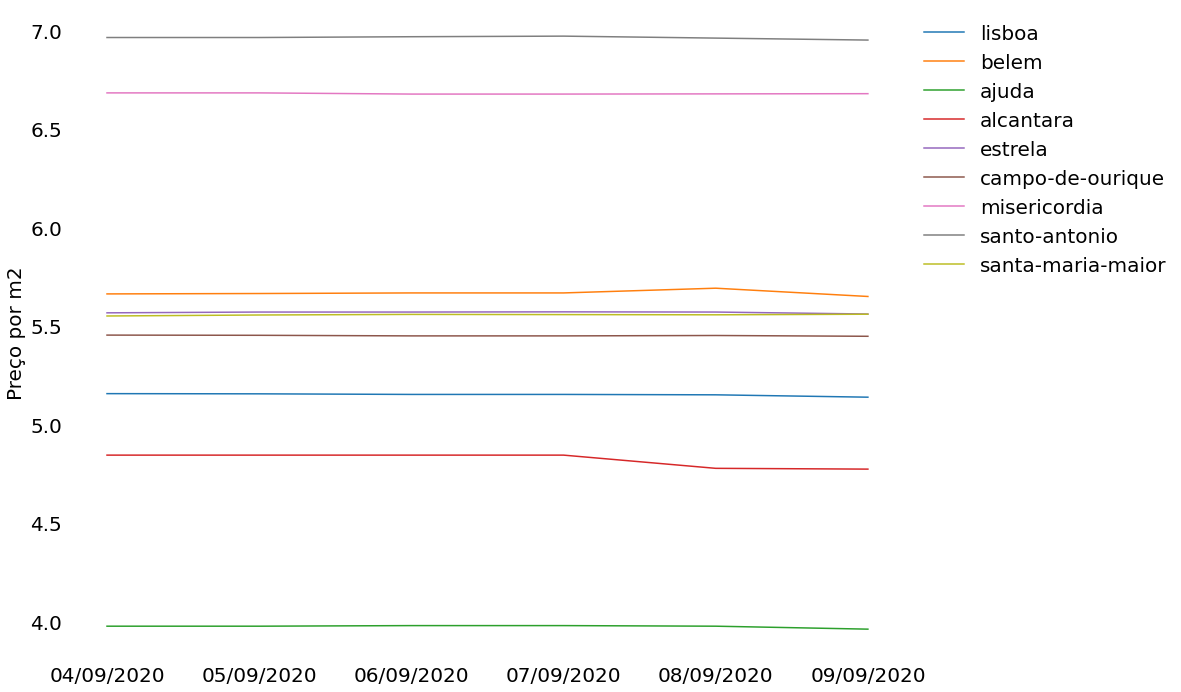 Preço por m2
7.0
6.5
6.0
5.5
5.0
4.5
4.0
04/09/2020 05/09/2020 06/09/2020 07/09/2020 08/09/2020 09/09/2020
lisboa
belem
ajuda
alcantara
estrela
campo-de-ourique
misericordia
santo-antonio
santa-maria-maior